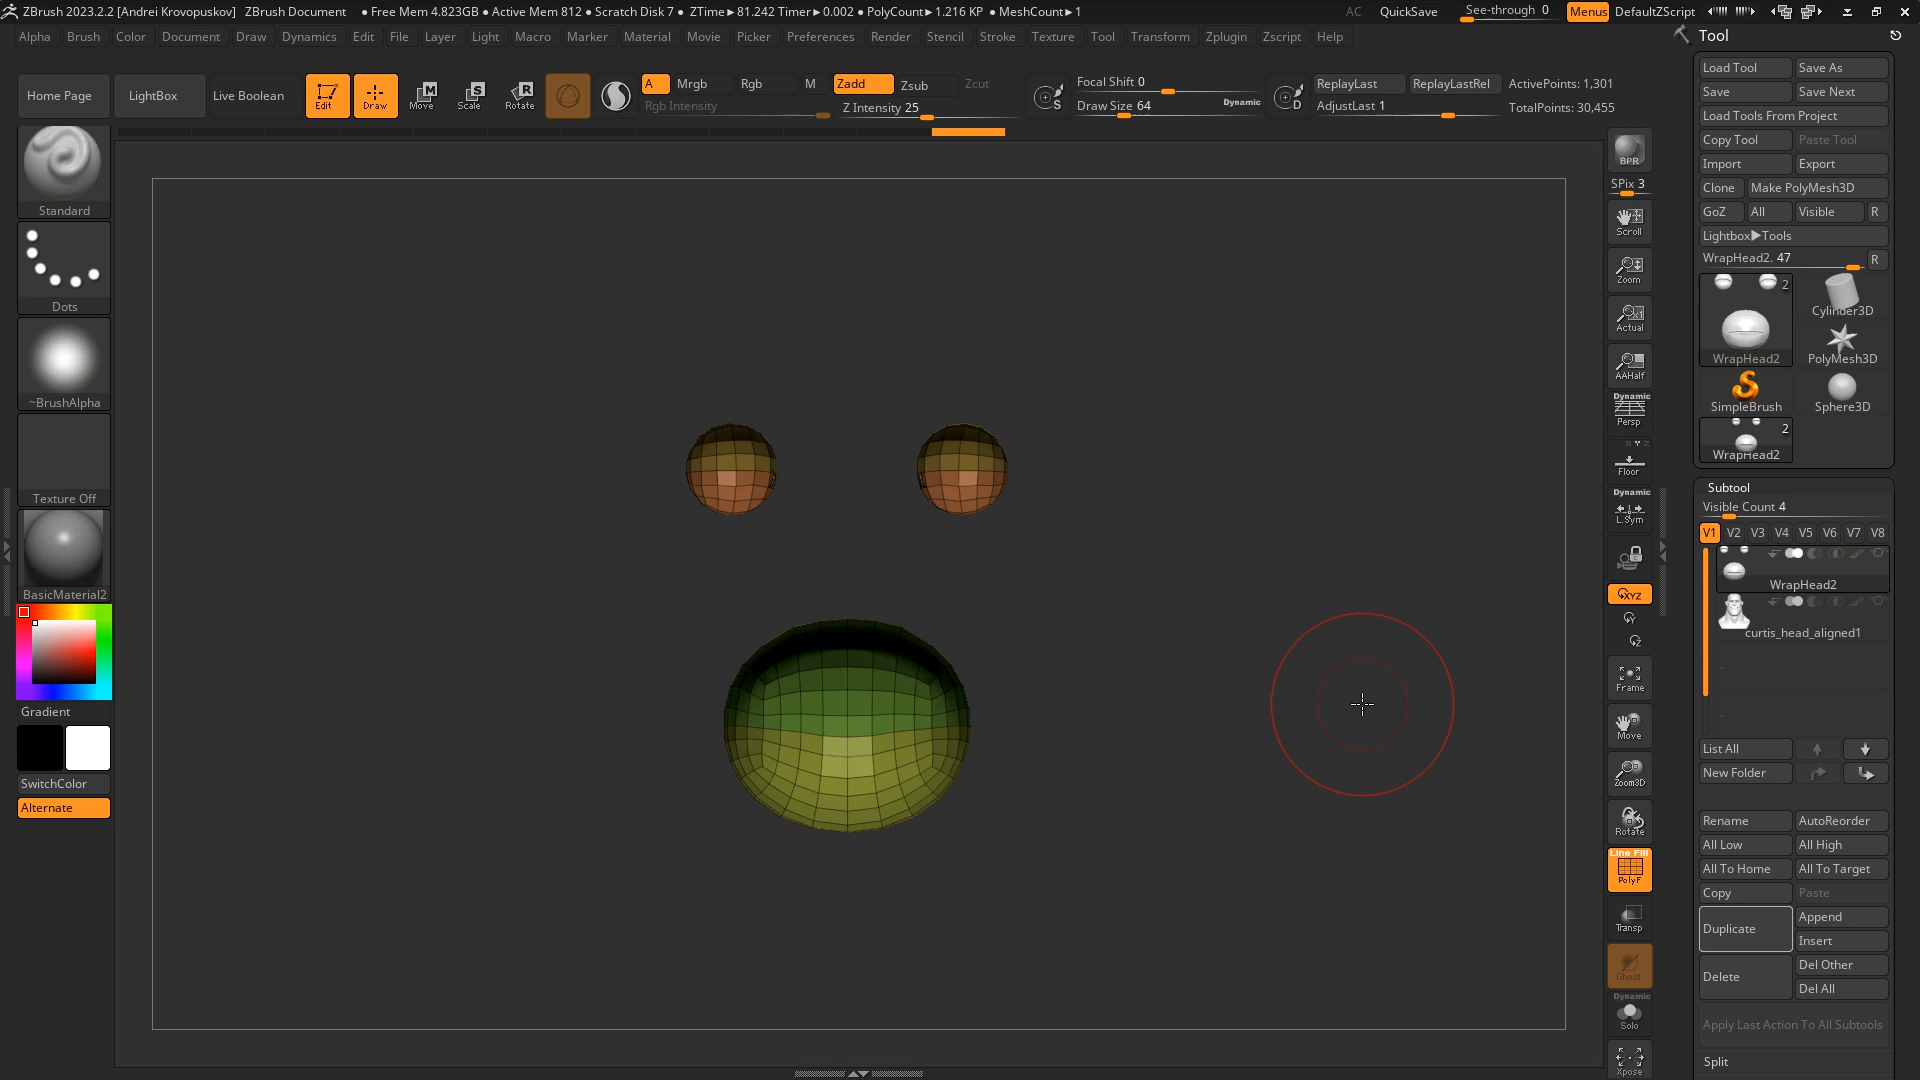 ZBrush 2023.2.2 [Andrei Krovopuskov] ZBrush Document ● Free Mem 4.823GB ● Active Mem 812 ● Scratch Disk 7 ● ZTime▶81.242 Timer▶0.002 ● PolyCount▶1.216 KP ● MeshCount▶1 AC QuickSave See-through 0 Menus DefaultZScript
Alpha Brush Color Document Draw Dynamics Edit File Layer Light Macro Marker Material Movie Picker Preferences Render Stencil Stroke Texture Tool Transform Zplugin Zscript Help
Home Page LightBox Live Boolean Edit Draw Move Scale Rotate
A Mrgb Rgb M Zadd Zsub Zcut
Rgb Intensity Z Intensity 25
S Focal Shift 0
Draw Size 64 Dynamic
D ReplayLast ReplayLastRel ActivePoints: 1,301
AdjustLast 1 TotalPoints: 30,455
Standard
Dots
~BrushAlpha
Texture Off
BasicMaterial2
Gradient
SwitchColor
Alternate
BPR
SPix 3
Scroll
Zoom
Actual
AAHalf
Dynamic
Persp
Floor
Dynamic
L.Sym
XYZ
Y
Z
Frame
Move
Zoom3D
Rotate
Line Fill
PolyF
Transp
Ghost
Dynamic
Solo
Xpose
Tool
Load Tool Save As
Save Save Next
Load Tools From Project
Copy Tool Paste Tool
Import Export
Clone Make PolyMesh3D
GoZ All Visible R
Lightbox▶Tools
WrapHead2. 47 R
2
WrapHead2
Cylinder3D
PolyMesh3D
SimpleBrush Sphere3D
2
WrapHead2
Subtool
Visible Count 4
V1 V2 V3 V4 V5 V6 V7 V8
WrapHead2
curtis_head_aligned1
List All
New Folder
Rename AutoReorder
All Low All High
All To Home All To Target
Copy Paste
Duplicate Append
Insert
Delete Del Other
Del All
Apply Last Action To All Subtools
Split